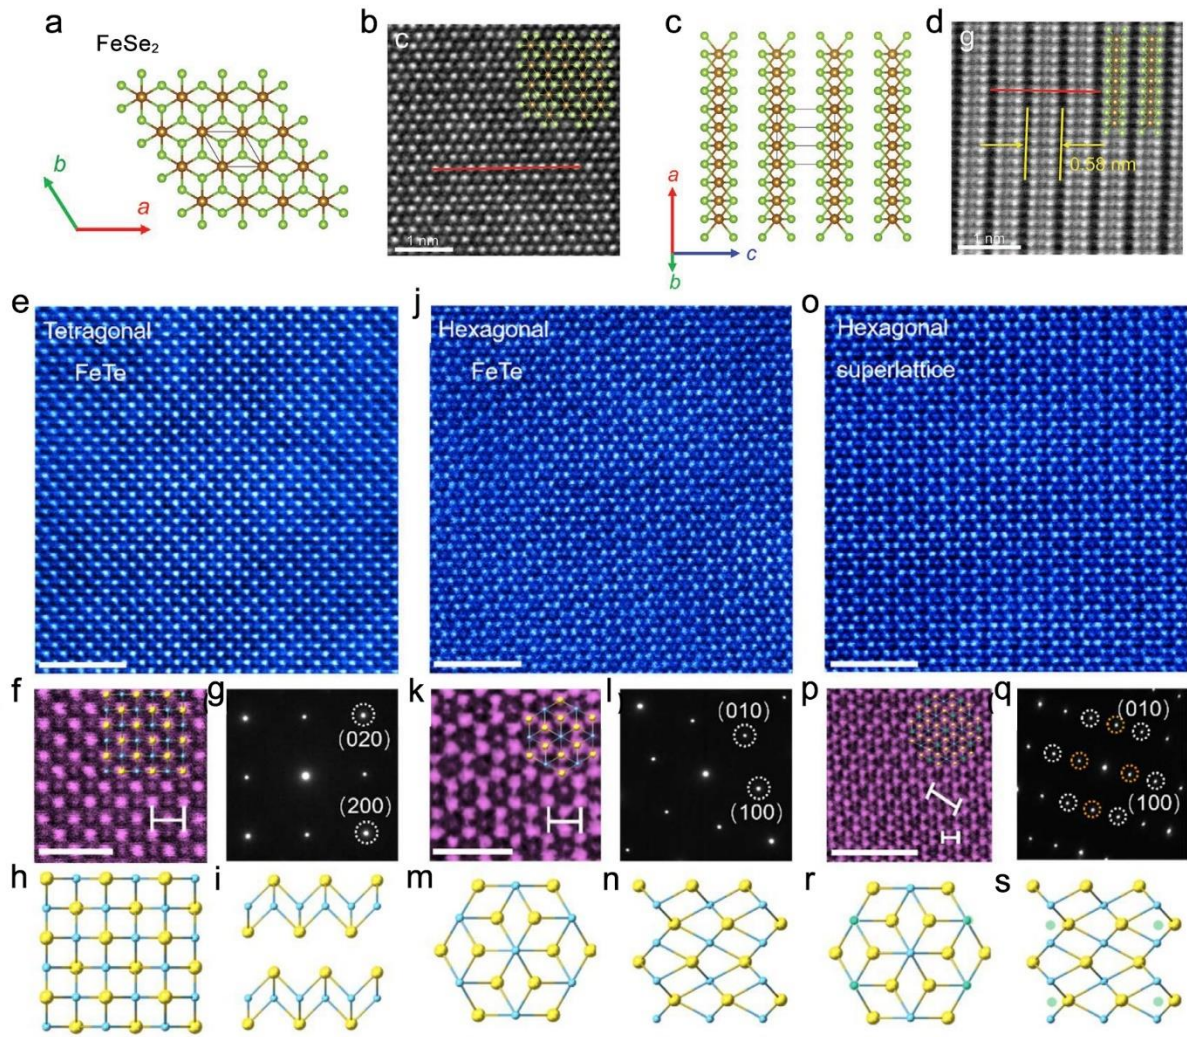 a
FeSe₂
b
a
b
c
1 nm
c
a
b
c
d
g
0.58 nm
1 nm
e
Tetragonal
FeTe
j
Hexagonal
FeTe
o
Hexagonal
superlattice
f
g
(020)
(200)
k
l
(010)
(100)
p
q
(010)
(100)
h
i
m
n
r
s